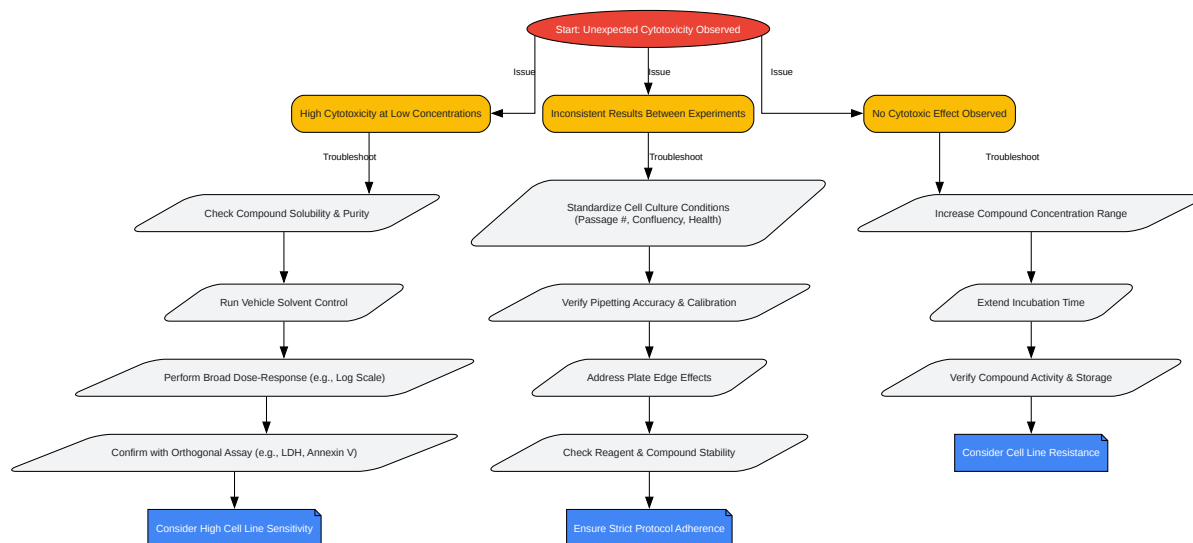 Start: Unexpected Cytotoxicity Observed
Issue
Issue
Issue
High Cytotoxicity at Low Concentrations
Inconsistent Results Between Experiments
No Cytotoxic Effect Observed
Troubleshoot
Troubleshoot
Troubleshoot
Check Compound Solubility & Purity
Standardize Cell Culture Conditions
(Passage #, Confluency, Health)
Increase Compound Concentration Range
Run Vehicle Solvent Control
Verify Pipetting Accuracy & Calibration
Extend Incubation Time
Perform Broad Dose-Response (e.g., Log Scale)
Address Plate Edge Effects
Verify Compound Activity & Storage
Confirm with Orthogonal Assay (e.g., LDH, Annexin V)
Check Reagent & Compound Stability
Consider Cell Line Resistance
Consider High Cell Line Sensitivity
Ensure Strict Protocol Adherence